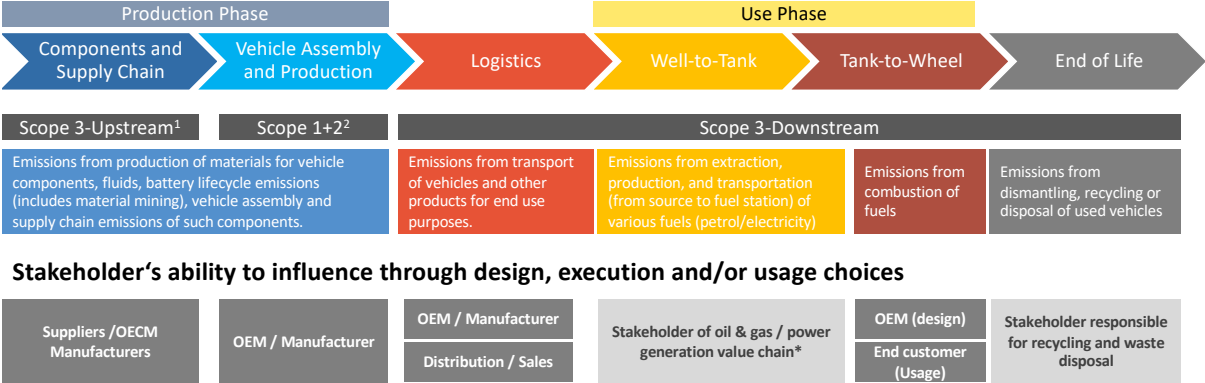 Production Phase
Use Phase
Components and
Supply Chain
Vehicle Assembly
and Production
Logistics
Well-to-Tank
Tank-to-Wheel
End of Life
Scope 3-Upstream¹
Scope 1+2²
Scope 3-Downstream
Emissions from production of materials for vehicle
components, fluids, battery lifecycle emissions
(includes material mining), vehicle assembly and
supply chain emissions of such components.
Emissions from transport
of vehicles and other
products for end use
purposes.
Emissions from extraction,
production, and transportation
(from source to fuel station) of
various fuels (petrol/electricity)
Emissions from
combustion of
fuels
Emissions from
dismantling, recycling or
disposal of used vehicles
Stakeholder‘s ability to influence through design, execution and/or usage choices
Suppliers /OECM
Manufacturers
OEM / Manufacturer
OEM / Manufacturer
Distribution / Sales
Stakeholder of oil & gas / power
generation value chain*
OEM (design)
End customer
(Usage)
Stakeholder responsible
for recycling and waste
disposal